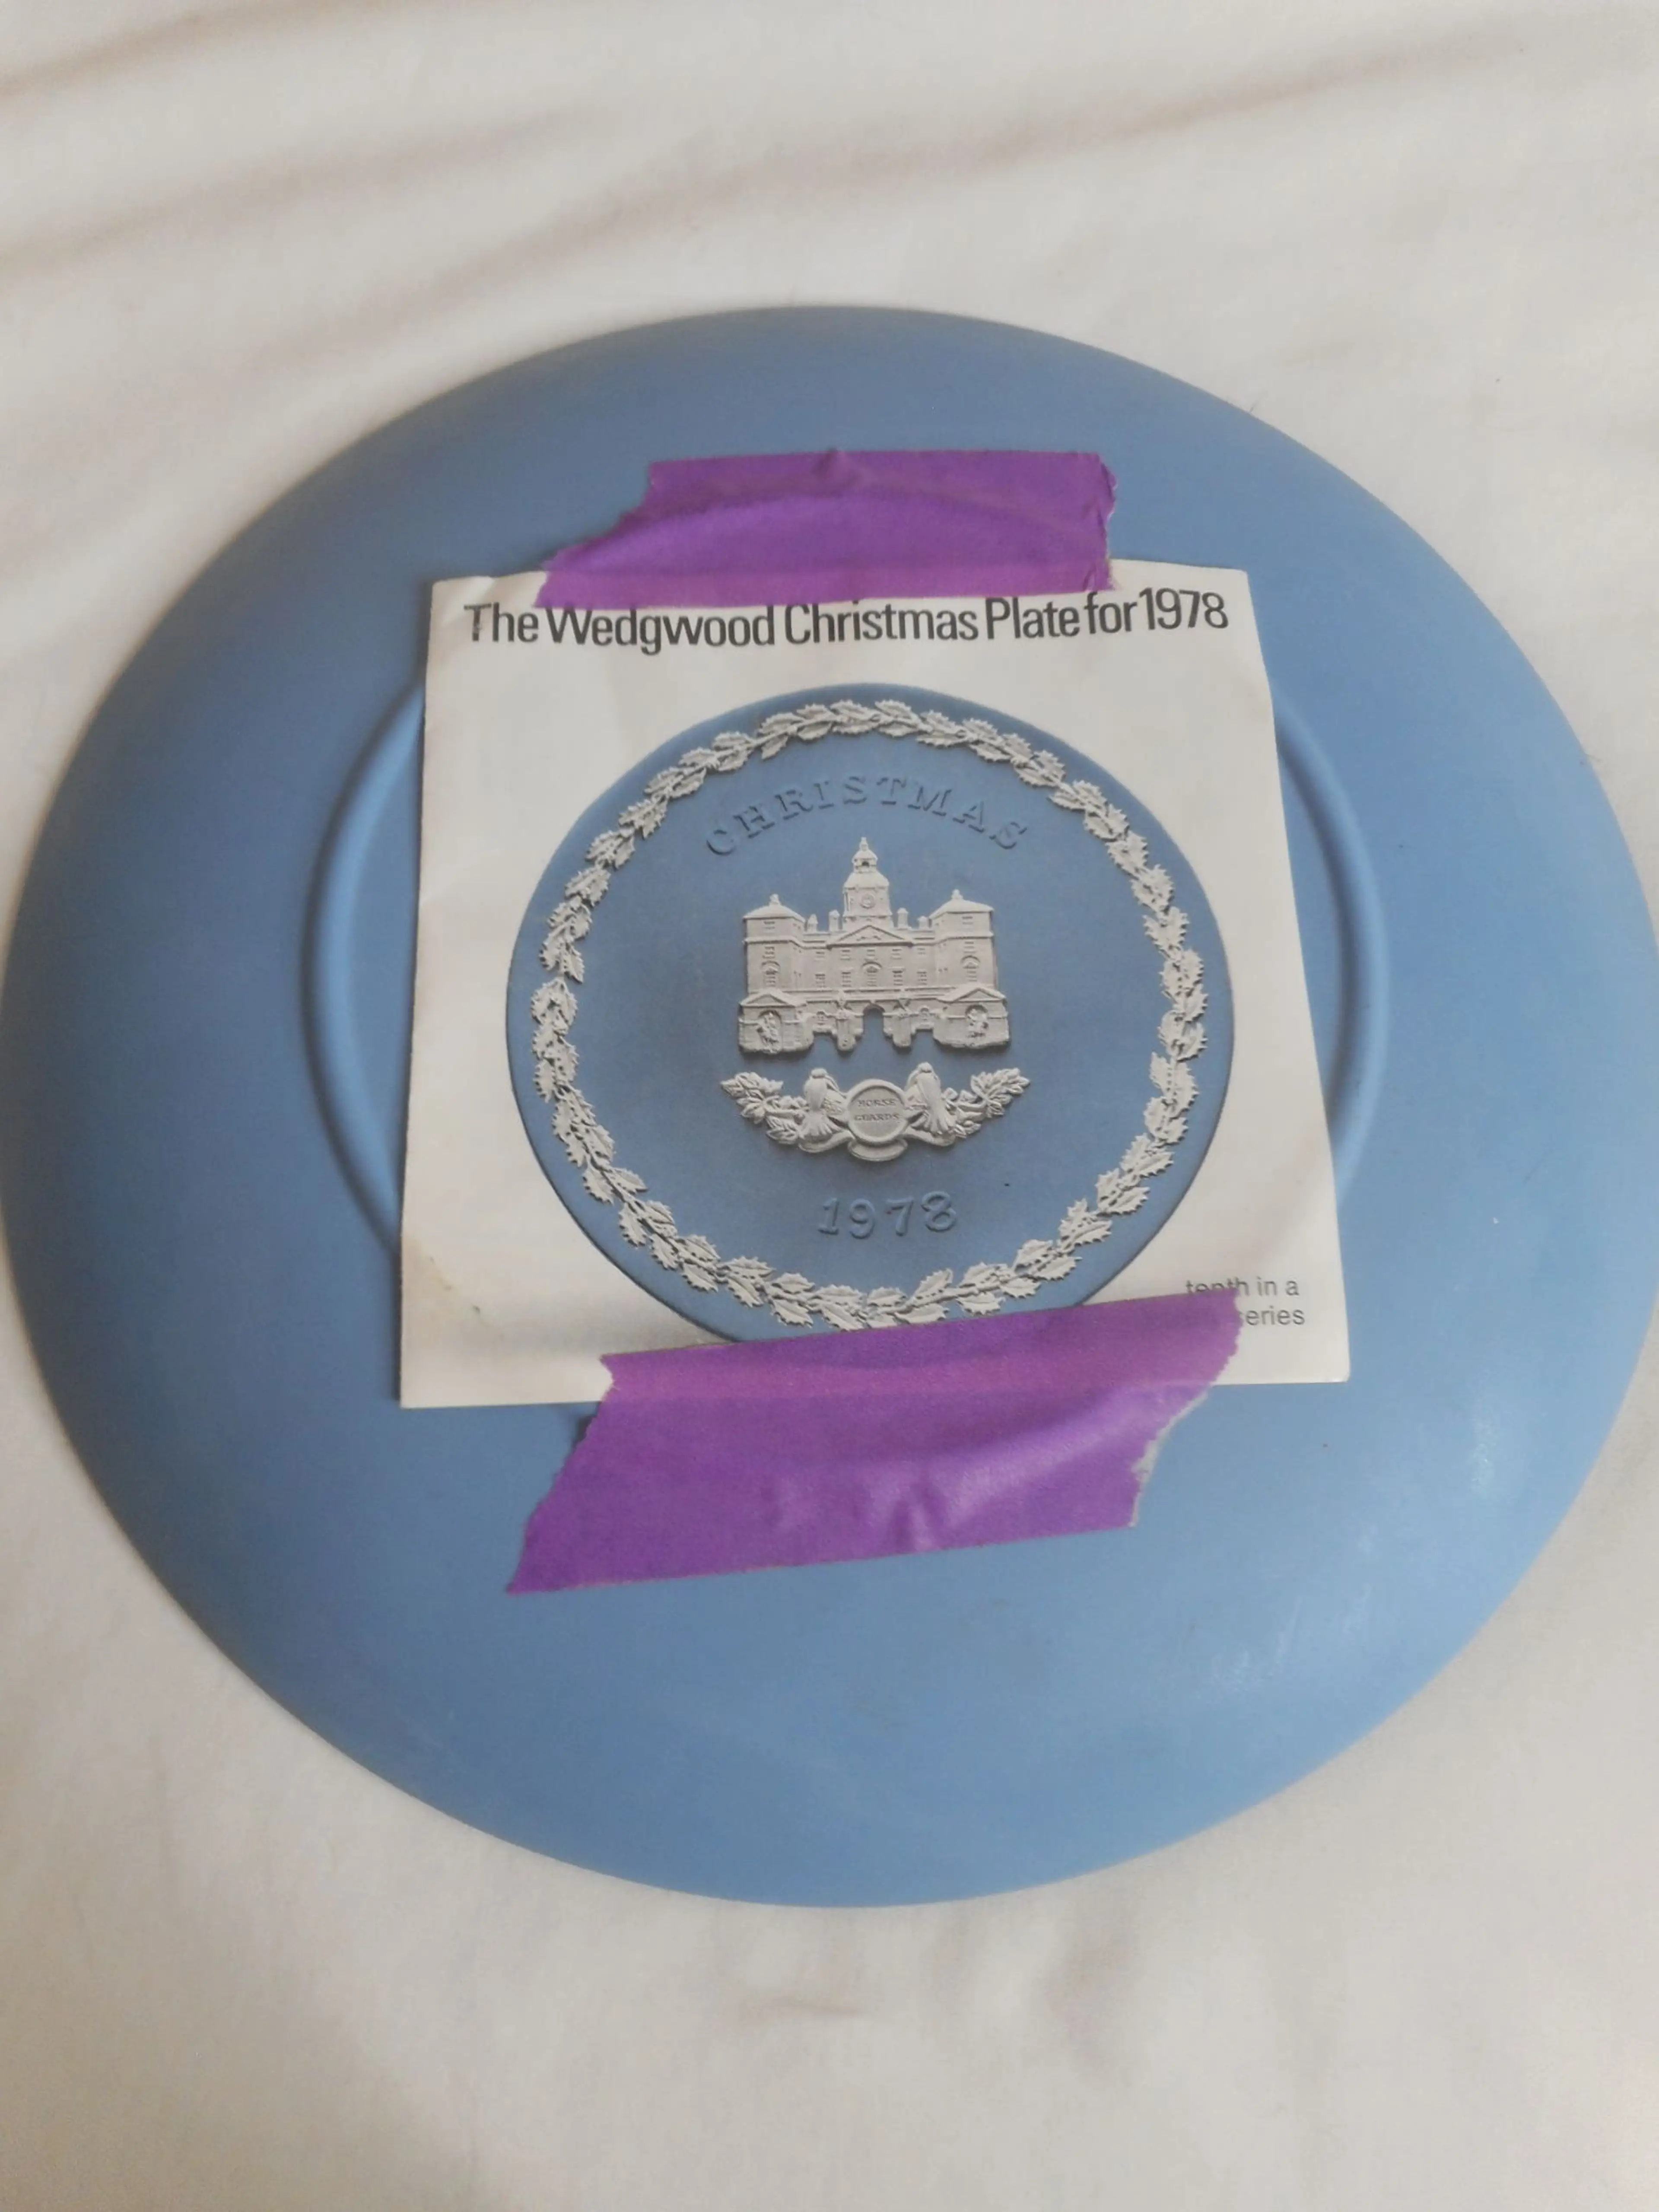 The Wedgwood Christmas Plate for 1978
CHRISTMAS
HORSE
GUARDS
1978
tenth in a
series